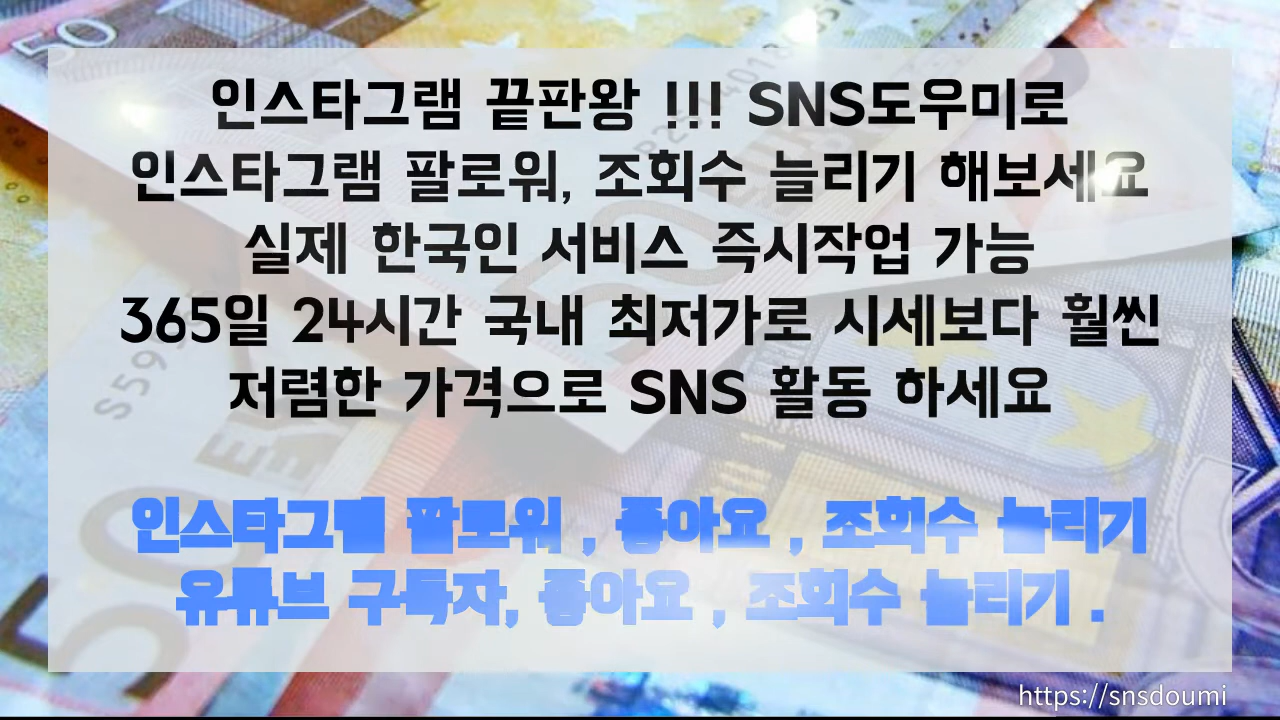 인스타그램 끝판왕 !!! SNS도우미로
인스타그램 팔로워, 조회수 늘리기 해보세요
실제 한국인 서비스 즉시작업 가능
365일 24시간 국내 최저가로 시세보다 훨씬
저렴한 가격으로 SNS 활동 하세요
인스타그램 팔로워 , 좋아요 , 조회수 늘리기
유튜브 구독자, 좋아요 , 조회수 늘리기 .
https://snsdoumi